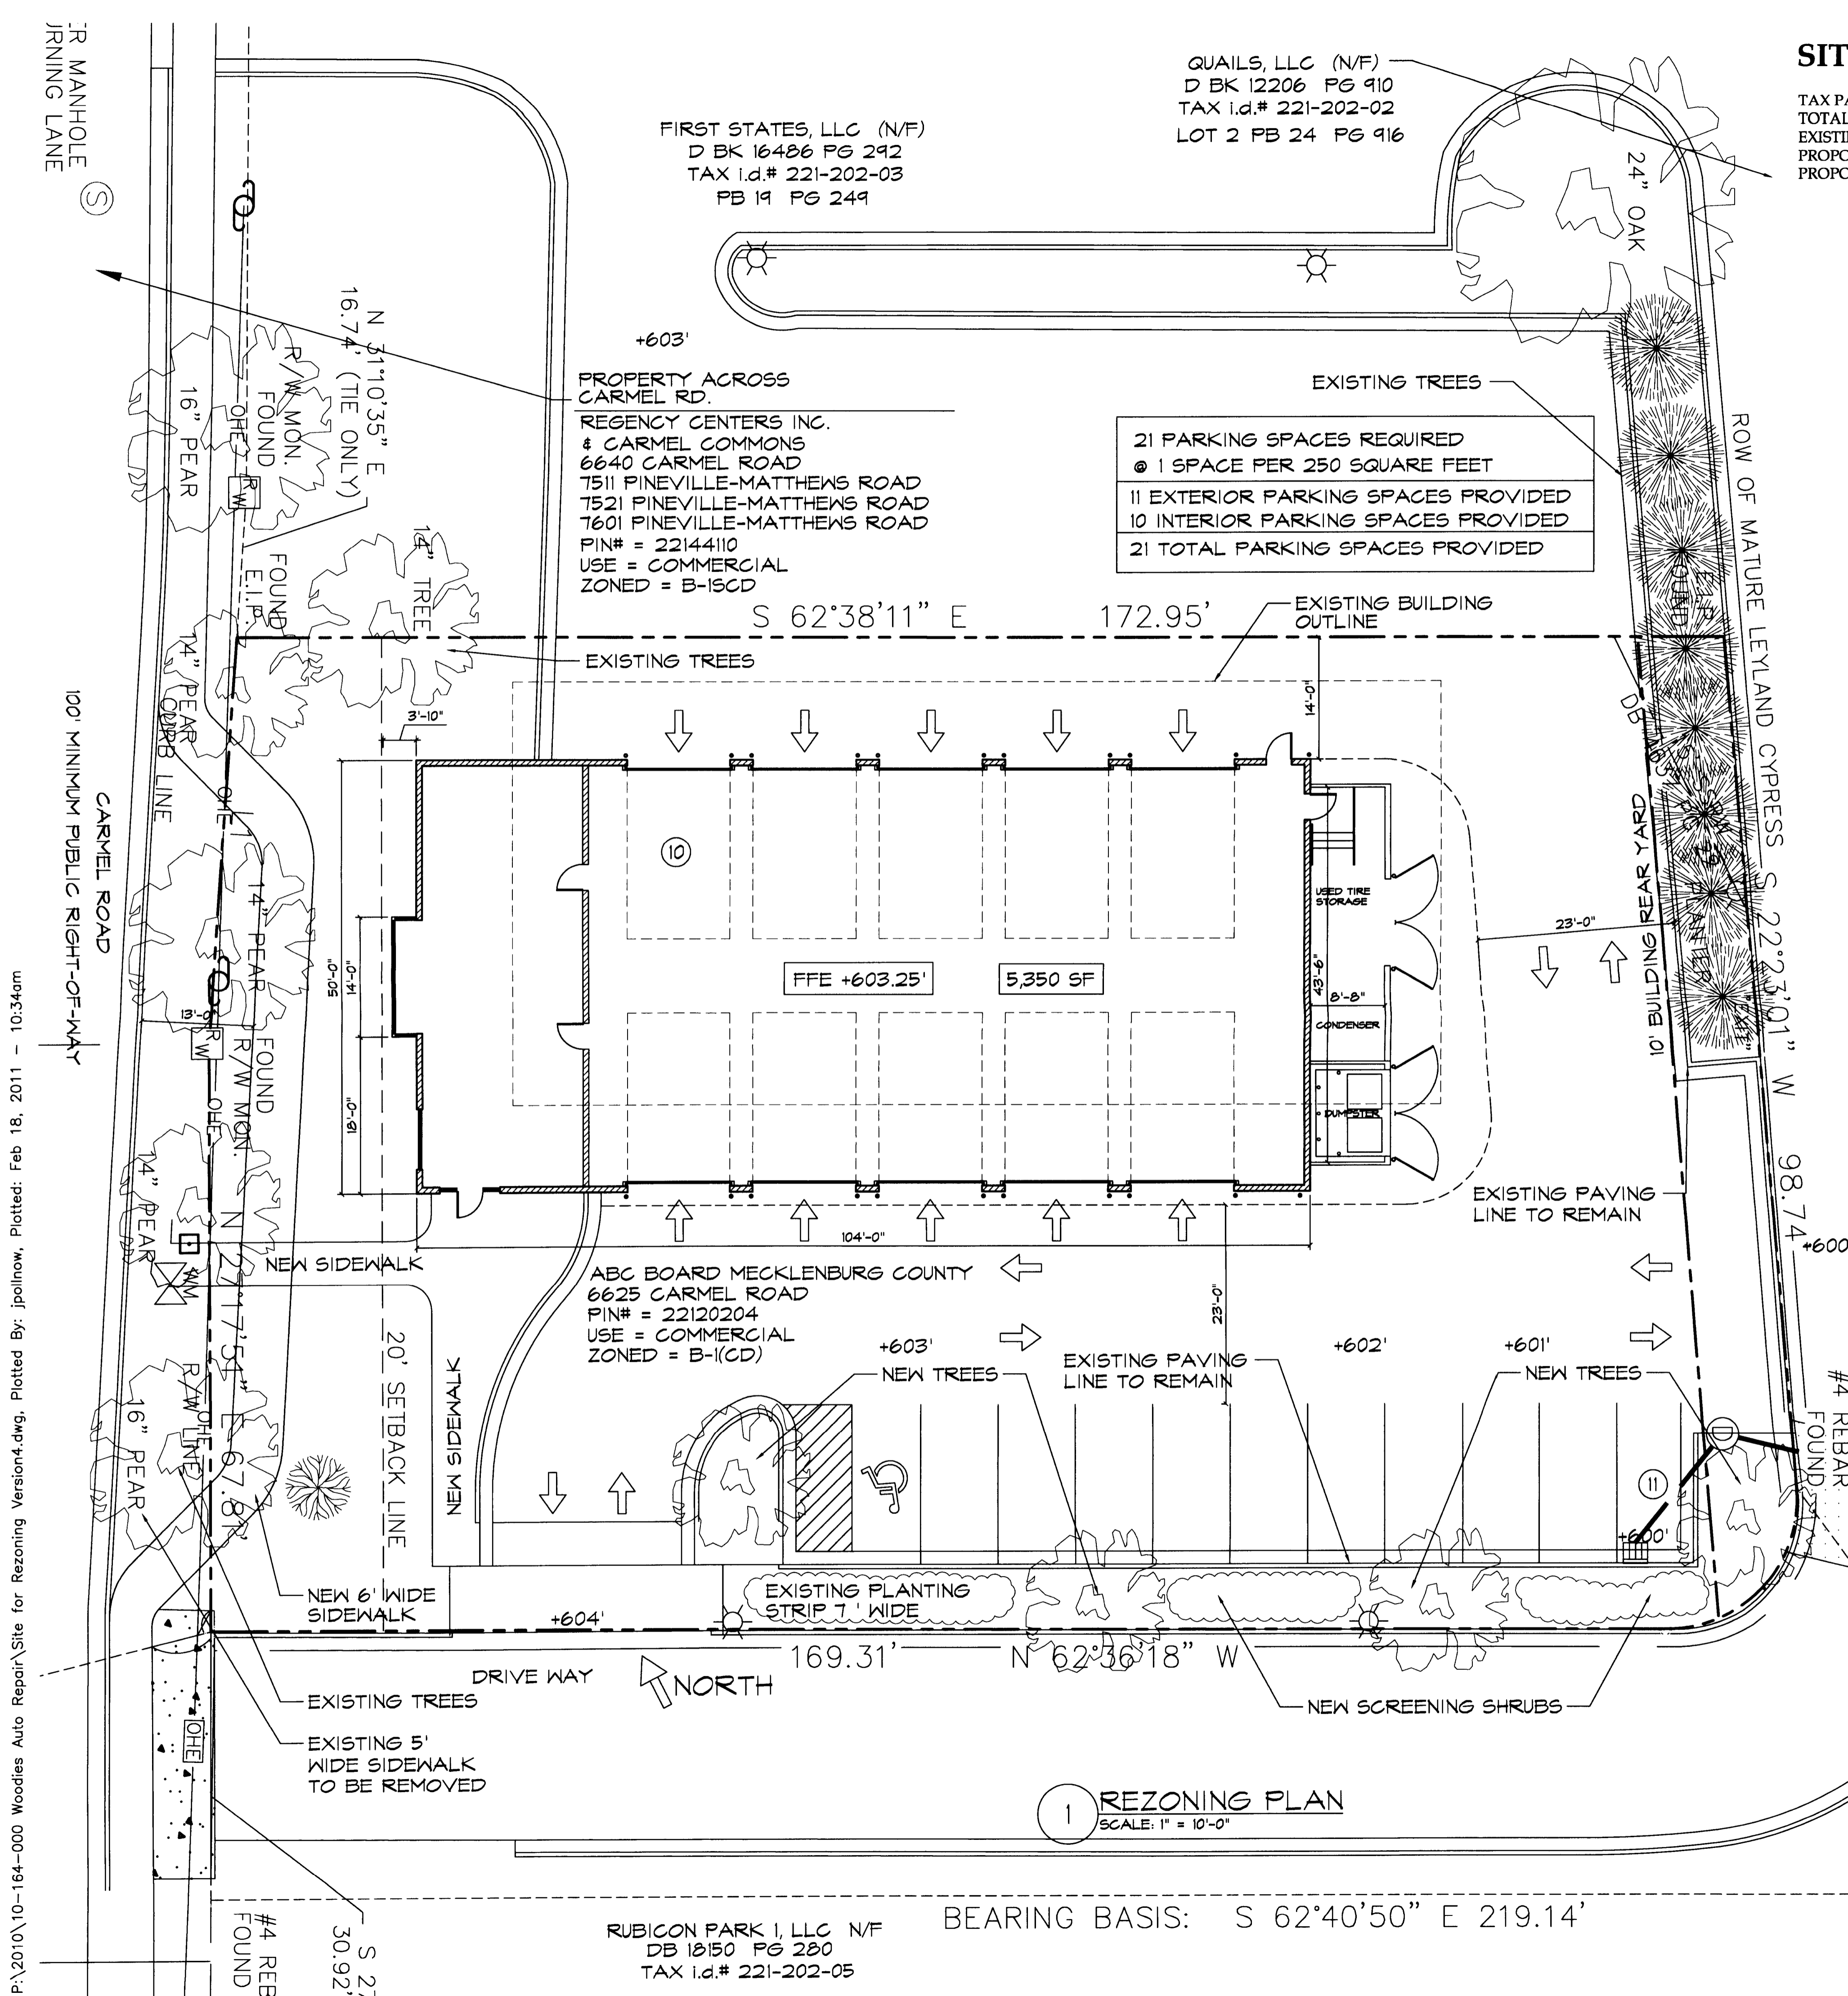 ER MANHOLE
URNING LANE
S
QUAILS, LLC (N/F)
D BK 12206 PG 910
TAX i.d.# 221-202-02
LOT 2 PB 24 PG 916
SIT
TAX PA
TOTAL
EXISTI
PROPO
PROPO
FIRST STATES, LLC (N/F)
D BK 16486 PG 292
TAX i.d.# 221-202-03
PB 19 PG 249
24" OAK
N 31°10'35" E
16.74' (TIE ONLY)
R/W MON.
FOUND
OHE
16" PEAR
R
W
+603'
PROPERTY ACROSS
CARMEL RD.
REGENCY CENTERS INC.
& CARMEL COMMONS
6640 CARMEL ROAD
7511 PINEVILLE-MATTHEWS ROAD
7521 PINEVILLE-MATTHEWS ROAD
7601 PINEVILLE-MATTHEWS ROAD
PIN# = 22144110
USE = COMMERCIAL
ZONED = B-1SCD
EXISTING TREES
21 PARKING SPACES REQUIRED
@ 1 SPACE PER 250 SQUARE FEET
11 EXTERIOR PARKING SPACES PROVIDED
10 INTERIOR PARKING SPACES PROVIDED
21 TOTAL PARKING SPACES PROVIDED
ROW OF MATURE LEYLAND CYPRESS
14" TREE
FOUND
E.I.P.
S 62°38'11" E 172.95'
EXISTING BUILDING
OUTLINE
EXISTING TREES
E.I.P.
FOUND
14" PEAR
CURB LINE
3'-10"
14'-0"
100' MINIMUM PUBLIC RIGHT-OF-WAY
CARMEL ROAD
OHE
14" PEAR
10
USED TIRE
STORAGE
50'-0"
14'-0"
18'-0"
FFE +603.25'
5,350 SF
43'-6"
8'-8"
CONDENSER
DUMPSTER
23'-0"
10' BUILDING REAR YARD
PLANTER
S 22°23'01" W 98.74'
13'-0"
R
W
FOUND
R/W MON.
OHE
14" PEAR
WM
NEW SIDEWALK
104'-0"
EXISTING PAVING
LINE TO REMAIN
+600
ABC BOARD MECKLENBURG COUNTY
6625 CARMEL ROAD
PIN# = 22120204
USE = COMMERCIAL
ZONED = B-1(CD)
23'-0"
+603'
+602'
+601'
NEW TREES
EXISTING PAVING
LINE TO REMAIN
NEW TREES
N 27°17'51" E 67.81'
R/W LINE
OHE
16" PEAR
20' SETBACK LINE
NEW SIDEWALK
#4 REBAR
FOUND
D
11
+600'
NEW 6' WIDE
SIDEWALK
+604'
EXISTING PLANTING
STRIP 7' WIDE
169.31' N 62°36'18" W
DRIVE WAY
NORTH
NEW SCREENING SHRUBS
EXISTING TREES
OHE
EXISTING 5'
WIDE SIDEWALK
TO BE REMOVED
1
REZONING PLAN
SCALE: 1" = 10'-0"
BEARING BASIS: S 62°40'50" E 219.14'
RUBICON PARK 1, LLC N/F
DB 18150 PG 280
TAX i.d.# 221-202-05
#4 REB
FOUND
S 27
30.92'
P:\2010\10-164-000 Woodies Auto Repair\Site for Rezoning Version4.dwg, Plotted By: jpollnow, Plotted: Feb 18, 2011 - 10:34am